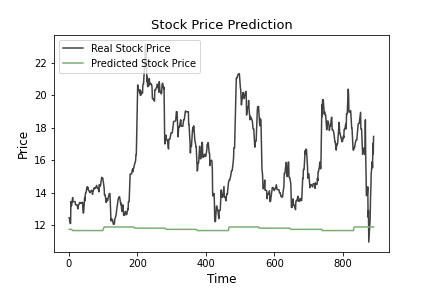 Stock Price Prediction
Real Stock Price
Predicted Stock Price
Price
22
20
18
16
14
12
0 200 400 600 800
Time